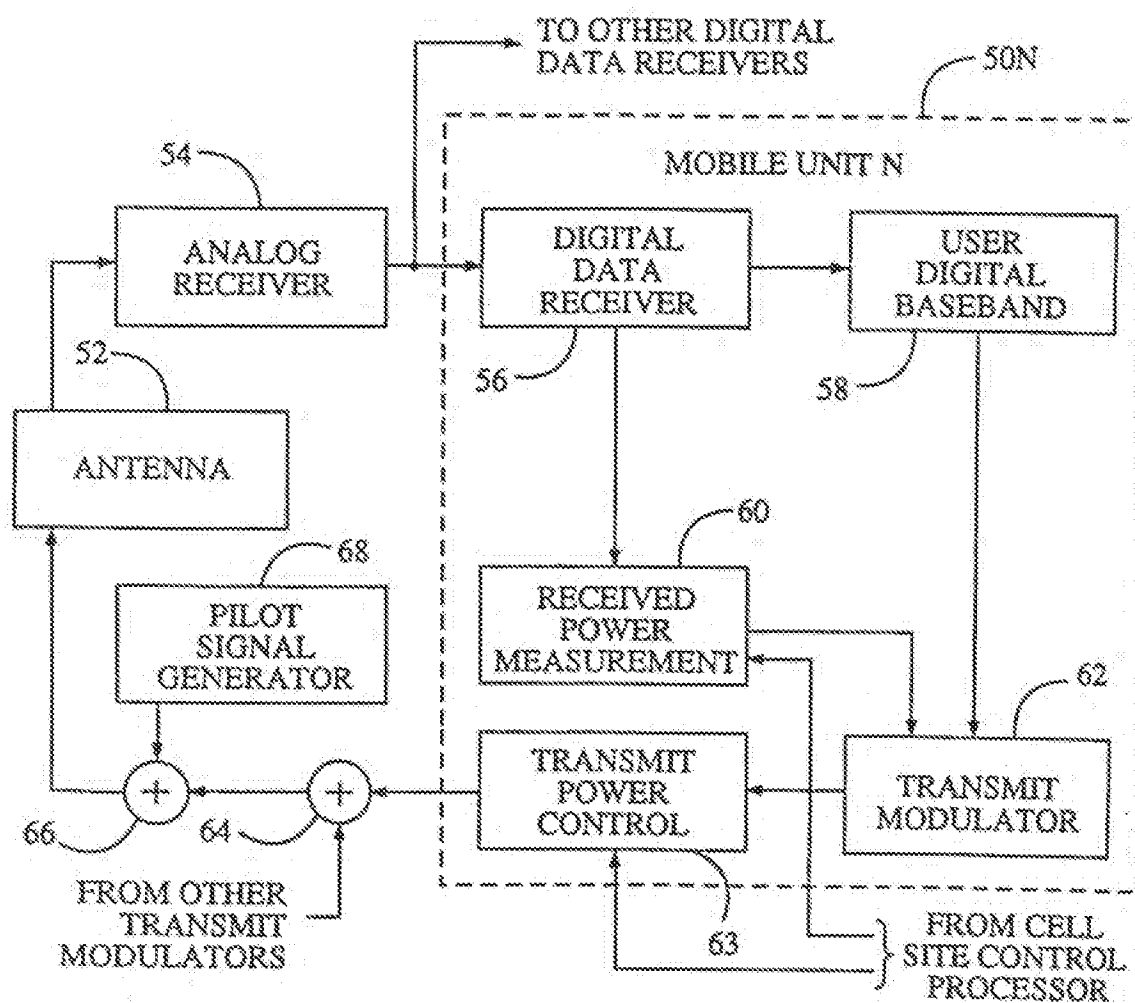 TO OTHER DIGITAL
DATA RECEIVERS
50N
MOBILE UNIT N
54
ANALOG
RECEIVER
DIGITAL
DATA
RECEIVER
USER
DIGITAL
BASEBAND
52
56
58
ANTENNA
60
68
RECEIVED
POWER
MEASUREMENT
PILOT
SIGNAL
GENERATOR
62
TRANSMIT
POWER
CONTROL
TRANSMIT
MODULATOR
+
+
66
64
63
FROM OTHER
TRANSMIT
MODULATORS
FROM CELL
SITE CONTROL
PROCESSOR